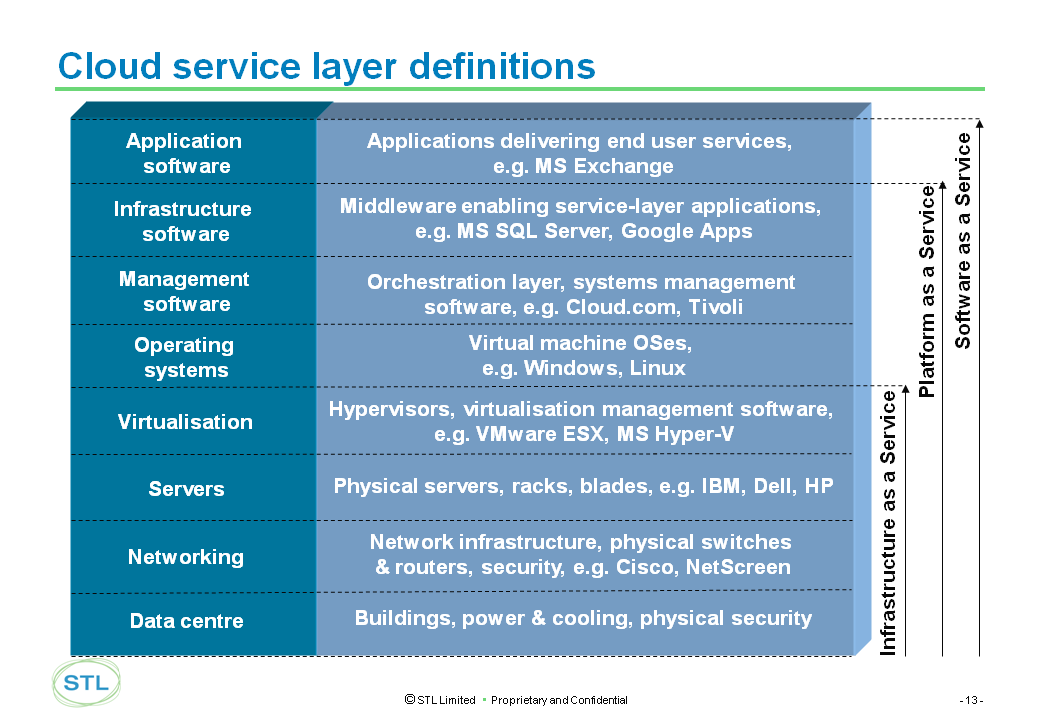 Cloud service layer definitions
Application
software
Applications delivering end user services,
e.g. MS Exchange
Infrastructure
software
Middleware enabling service-layer applications,
e.g. MS SQL Server, Google Apps
Management
software
Orchestration layer, systems management
software, e.g. Cloud.com, Tivoli
Operating
systems
Virtual machine OSes,
e.g. Windows, Linux
Virtualisation
Hypervisors, virtualisation management software,
e.g. VMware ESX, MS Hyper-V
Servers
Physical servers, racks, blades, e.g. IBM, Dell, HP
Networking
Network infrastructure, physical switches
& routers, security, e.g. Cisco, NetScreen
Data centre
Buildings, power & cooling, physical security
Infrastructure as a Service
Platform as a Service
Software as a Service
STL
© STL Limited • Proprietary and Confidential
- 13 -